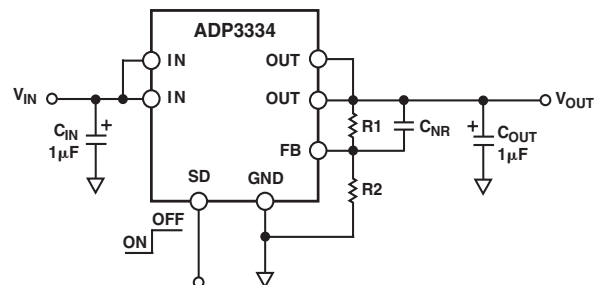 ADP3334
IN
OUT
V_IN
IN
OUT
V_OUT
C_IN
+
1µF
R1
C_NR
+
C_OUT
1µF
FB
SD
GND
R2
OFF
ON